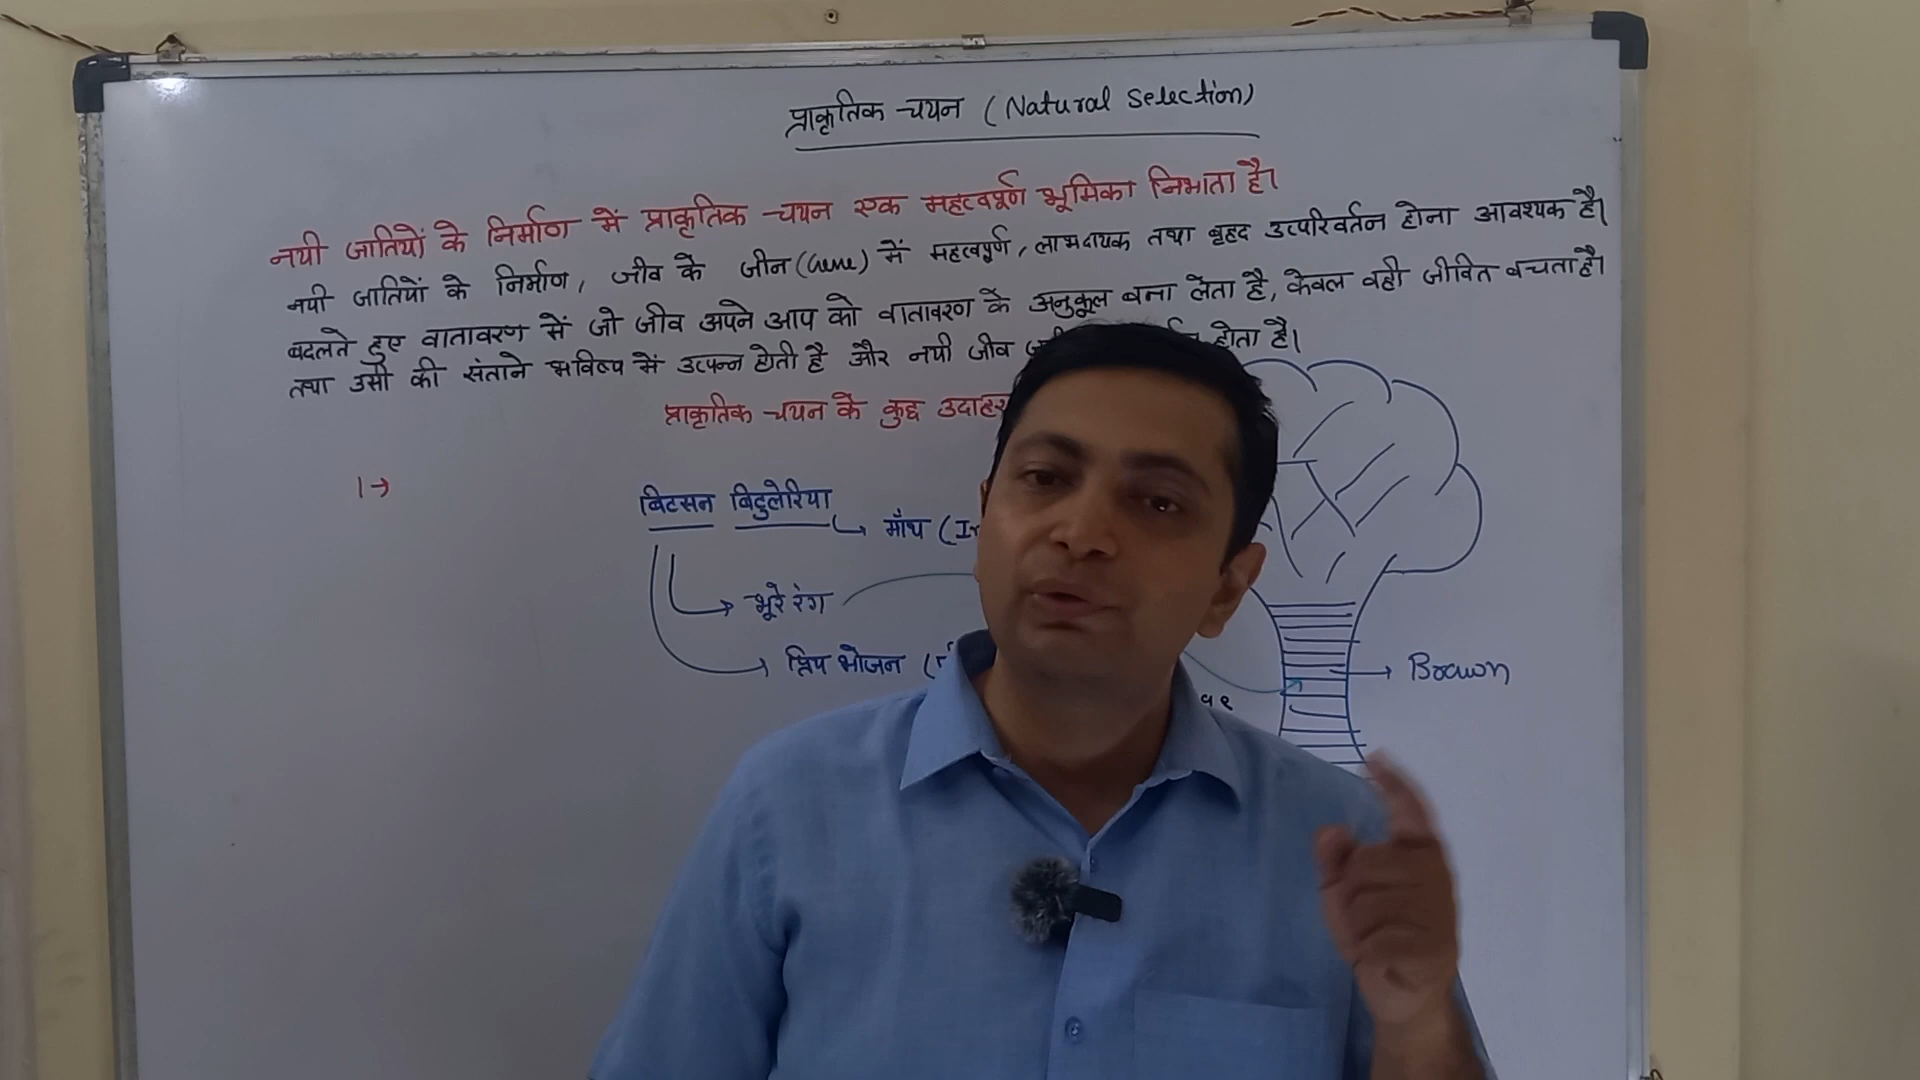 प्राकृतिक चयन (Natural Selection)
नयी जातियों के निर्माण में प्राकृतिक चयन एक महत्वपूर्ण भूमिका निभाता है।
नयी जातियों के निर्माण, जीव के जीन (Gene) में महत्वपूर्ण, लाभदायक तथा वृहद उत्परिवर्तन होना आवश्यक है।
बदलते हुए वातावरण में जो जीव अपने आप को वातावरण के अनुकूल बना लेता है, केवल वही जीवित बचता है।
तथा उसी की संताने भविष्य में उत्पन्न होती है और नयी जीव होता है।
प्राकृतिक चयन के कुछ
1→
बिटसन बिटुलेरिया
माँथ
भूरे रंग
प्रिय भोजन
Brown